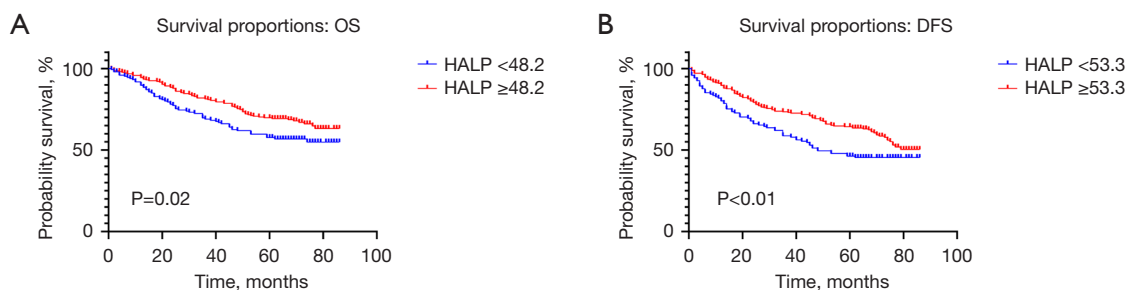 A
Survival proportions: OS
Probability survival, %
100
50
0
0 20 40 60 80 100
Time, months
P=0.02
HALP <48.2
HALP ≥48.2
B
Survival proportions: DFS
Probability survival, %
100
50
0
0 20 40 60 80 100
Time, months
P<0.01
HALP <53.3
HALP ≥53.3